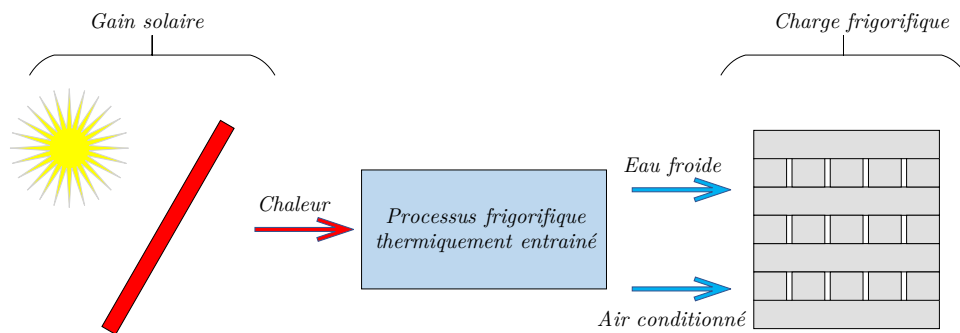 Gain solaire
Charge frigorifique
Chaleur
Processus frigorifique
thermiquement entrainé
Eau froide
Air conditionné